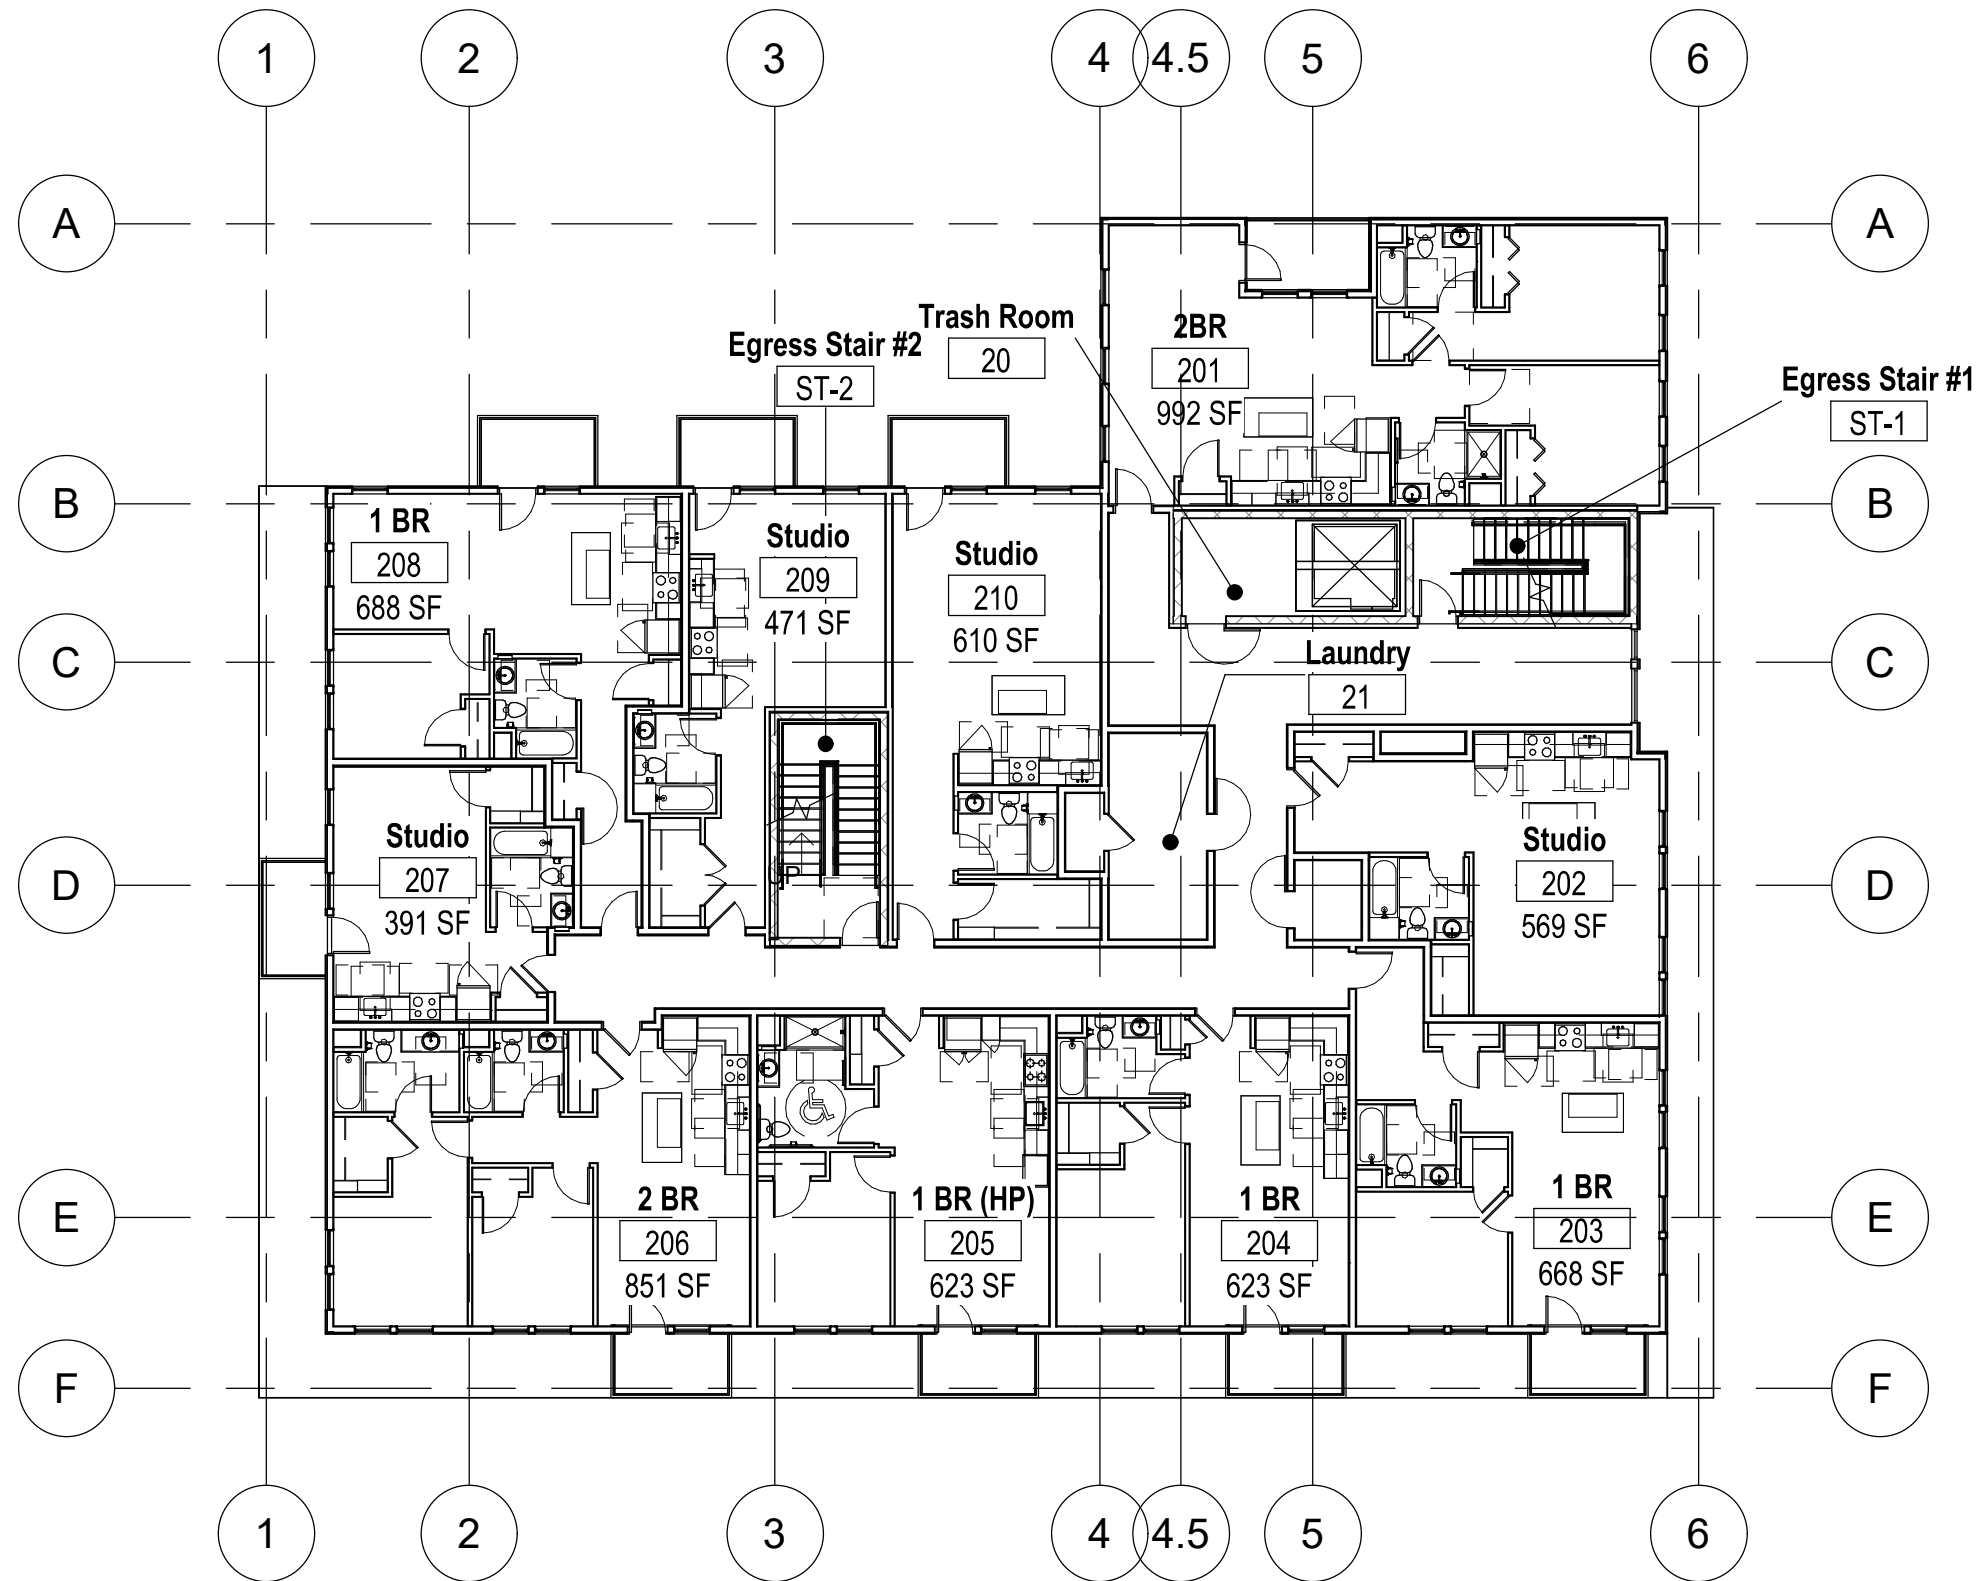 1
2
3
4
4.5
5
6
A
A
Trash Room
20
Egress Stair #2
ST-2
2BR
201
992 SF
Egress Stair #1
ST-1
B
B
1 BR
208
688 SF
Studio
209
471 SF
Studio
210
610 SF
C
C
Laundry
21
Studio
207
391 SF
UP
Studio
202
569 SF
D
D
2 BR
206
851 SF
1 BR (HP)
205
623 SF
1 BR
204
623 SF
1 BR
203
668 SF
E
E
F
F
1
2
3
4
4.5
5
6